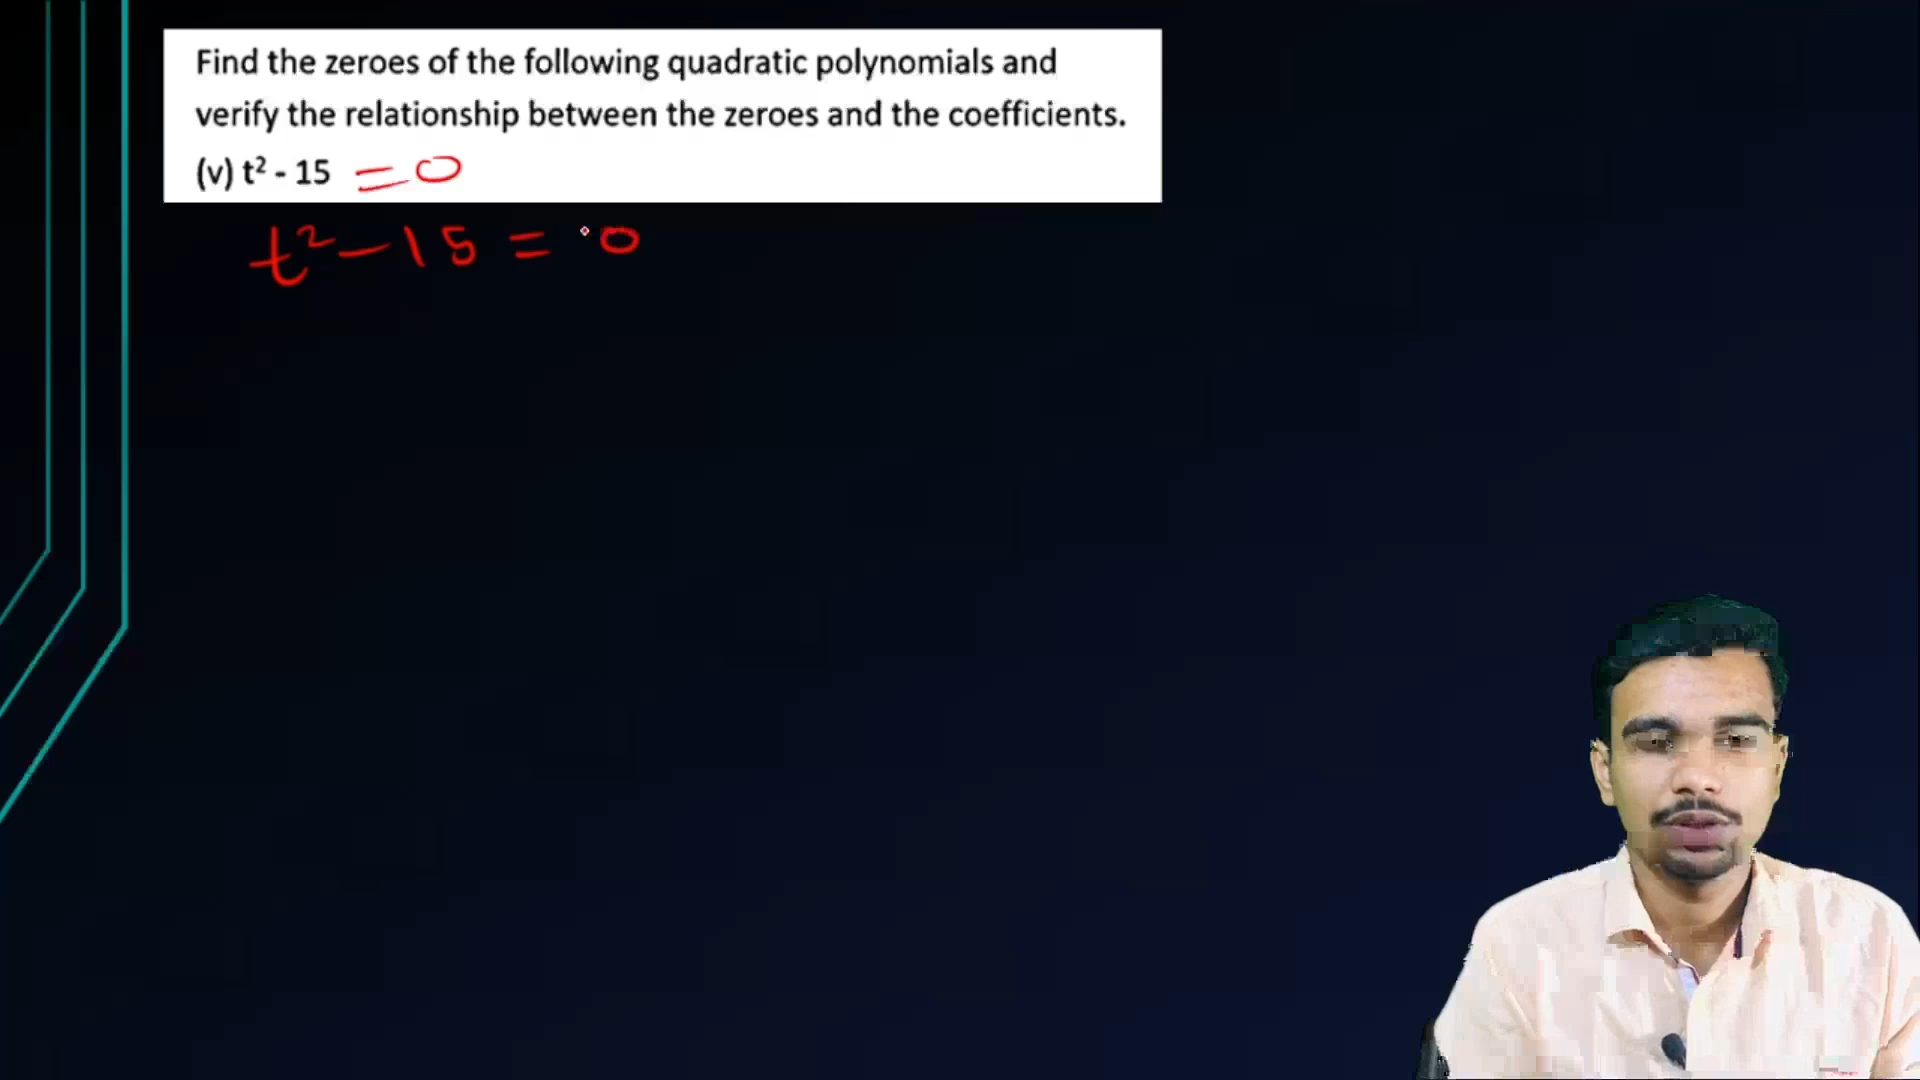 Find the zeroes of the following quadratic polynomials and
verify the relationship between the zeroes and the coefficients.
(v) t² - 15 = 0
t² - 15 = 0